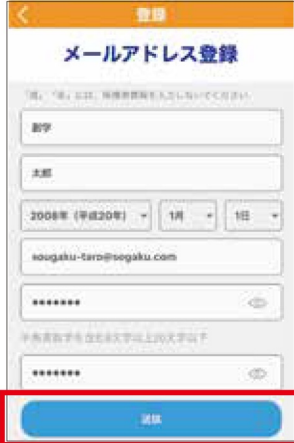 登録
メールアドレス登録
「姓」「名」には、保護者情報を入力しないでください
創学
太郎
2008年（平成20年） 1月 1日
sougaku-taro@sogaku.com
*******
半角英数字を含む8文字以上20文字以下
*******
送信